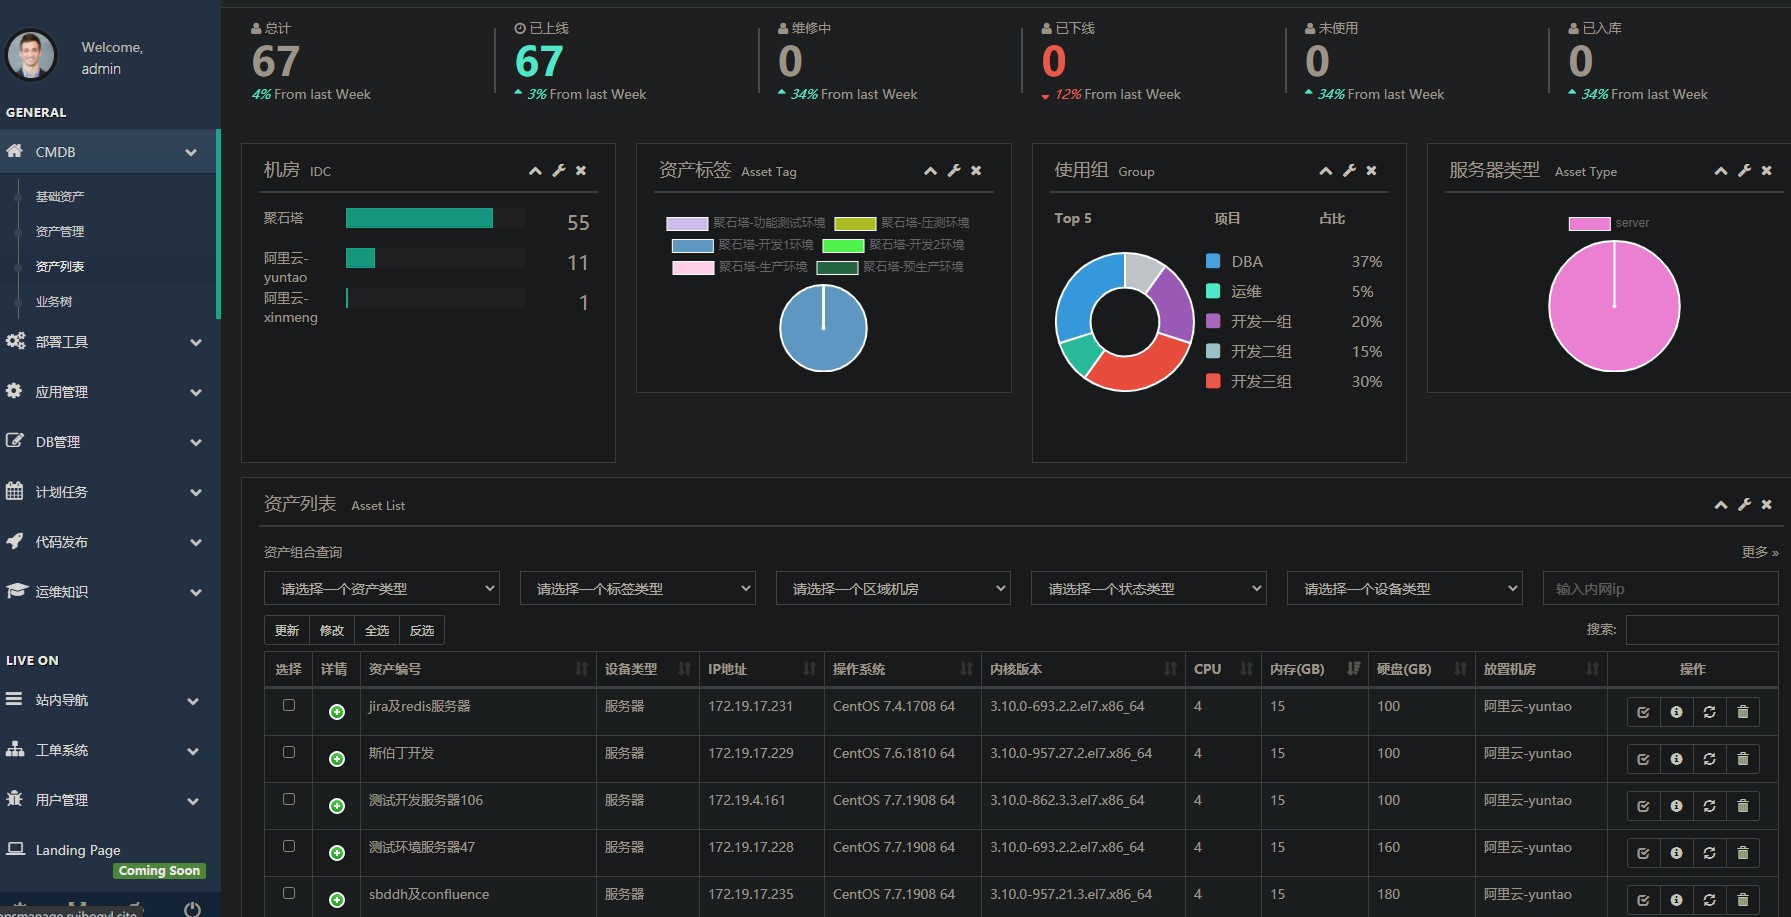 Welcome,
admin
GENERAL
CMDB
基础资产
资产管理
资产列表
业务树
部署工具
应用管理
DB管理
计划任务
代码发布
运维知识
LIVE ON
站内导航
工单系统
用户管理
Landing Page
Coming Soon
总计
67
4% From last Week
已上线
67
3% From last Week
维修中
0
34% From last Week
已下线
0
12% From last Week
未使用
0
34% From last Week
已入库
0
34% From last Week
机房 IDC
聚石塔 55
阿里云-yuntao 11
阿里云-xinmeng 1
资产标签 Asset Tag
聚石塔-功能测试环境 聚石塔-压测环境
聚石塔-开发1环境 聚石塔-开发2环境
聚石塔-生产环境 聚石塔-预生产环境
使用组 Group
Top 5 项目 占比
DBA 37%
运维 5%
开发一组 20%
开发二组 15%
开发三组 30%
服务器类型 Asset Type
server
资产列表 Asset List
资产组合查询 更多 »
请选择一个资产类型 请选择一个标签类型 请选择一个区域机房 请选择一个状态类型 请选择一个设备类型 输入内网ip
更新 修改 全选 反选 搜索:
选择 详情 资产编号 设备类型 IP地址 操作系统 内核版本 CPU 内存(GB) 硬盘(GB) 放置机房 操作
jira及redis服务器 服务器 172.19.17.231 CentOS 7.4.1708 64 3.10.0-693.2.2.el7.x86_64 4 15 100 阿里云-yuntao
斯伯丁开发 服务器 172.19.17.229 CentOS 7.6.1810 64 3.10.0-957.27.2.el7.x86_64 4 15 100 阿里云-yuntao
测试开发服务器106 服务器 172.19.4.161 CentOS 7.7.1908 64 3.10.0-862.3.3.el7.x86_64 4 15 100 阿里云-yuntao
测试环境服务器47 服务器 172.19.17.228 CentOS 7.7.1908 64 3.10.0-693.2.2.el7.x86_64 4 15 160 阿里云-yuntao
sbddh及confluence 服务器 172.19.17.235 CentOS 7.7.1908 64 3.10.0-957.21.3.el7.x86_64 4 15 180 阿里云-yuntao